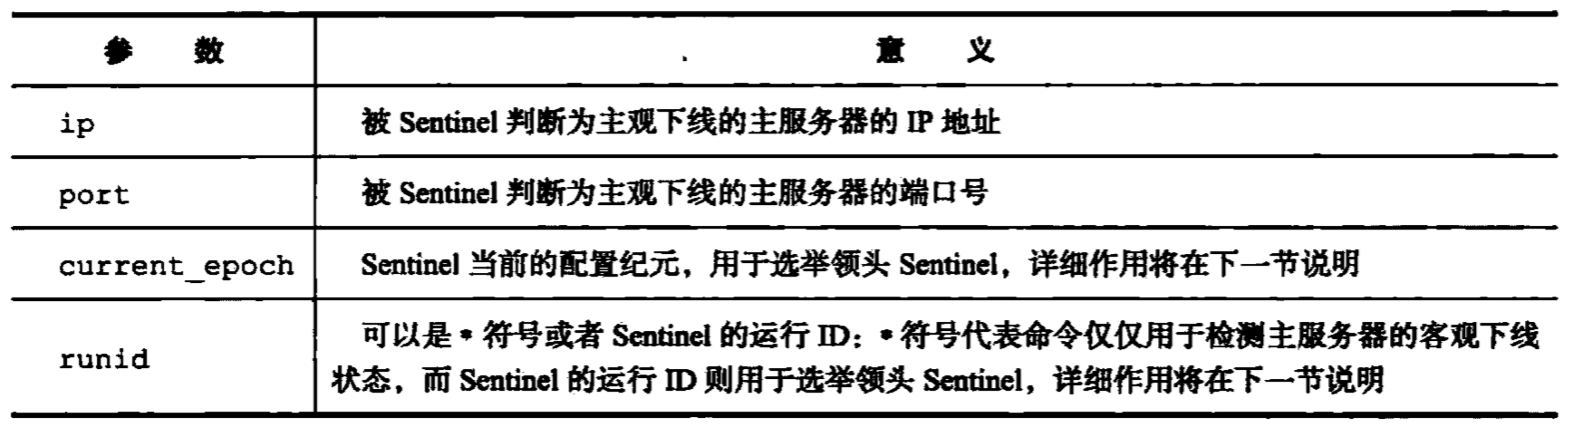 参 数 意 义
ip 被 Sentinel 判断为主观下线的主服务器的 IP 地址
port 被 Sentinel 判断为主观下线的主服务器的端口号
current_epoch Sentinel 当前的配置纪元，用于选举领头 Sentinel，详细作用将在下一节说明
runid 可以是 * 符号或者 Sentinel 的运行 ID：* 符号代表命令仅仅用于检测主服务器的客观下线
状态，而 Sentinel 的运行 ID 则用于选举领头 Sentinel，详细作用将在下一节说明